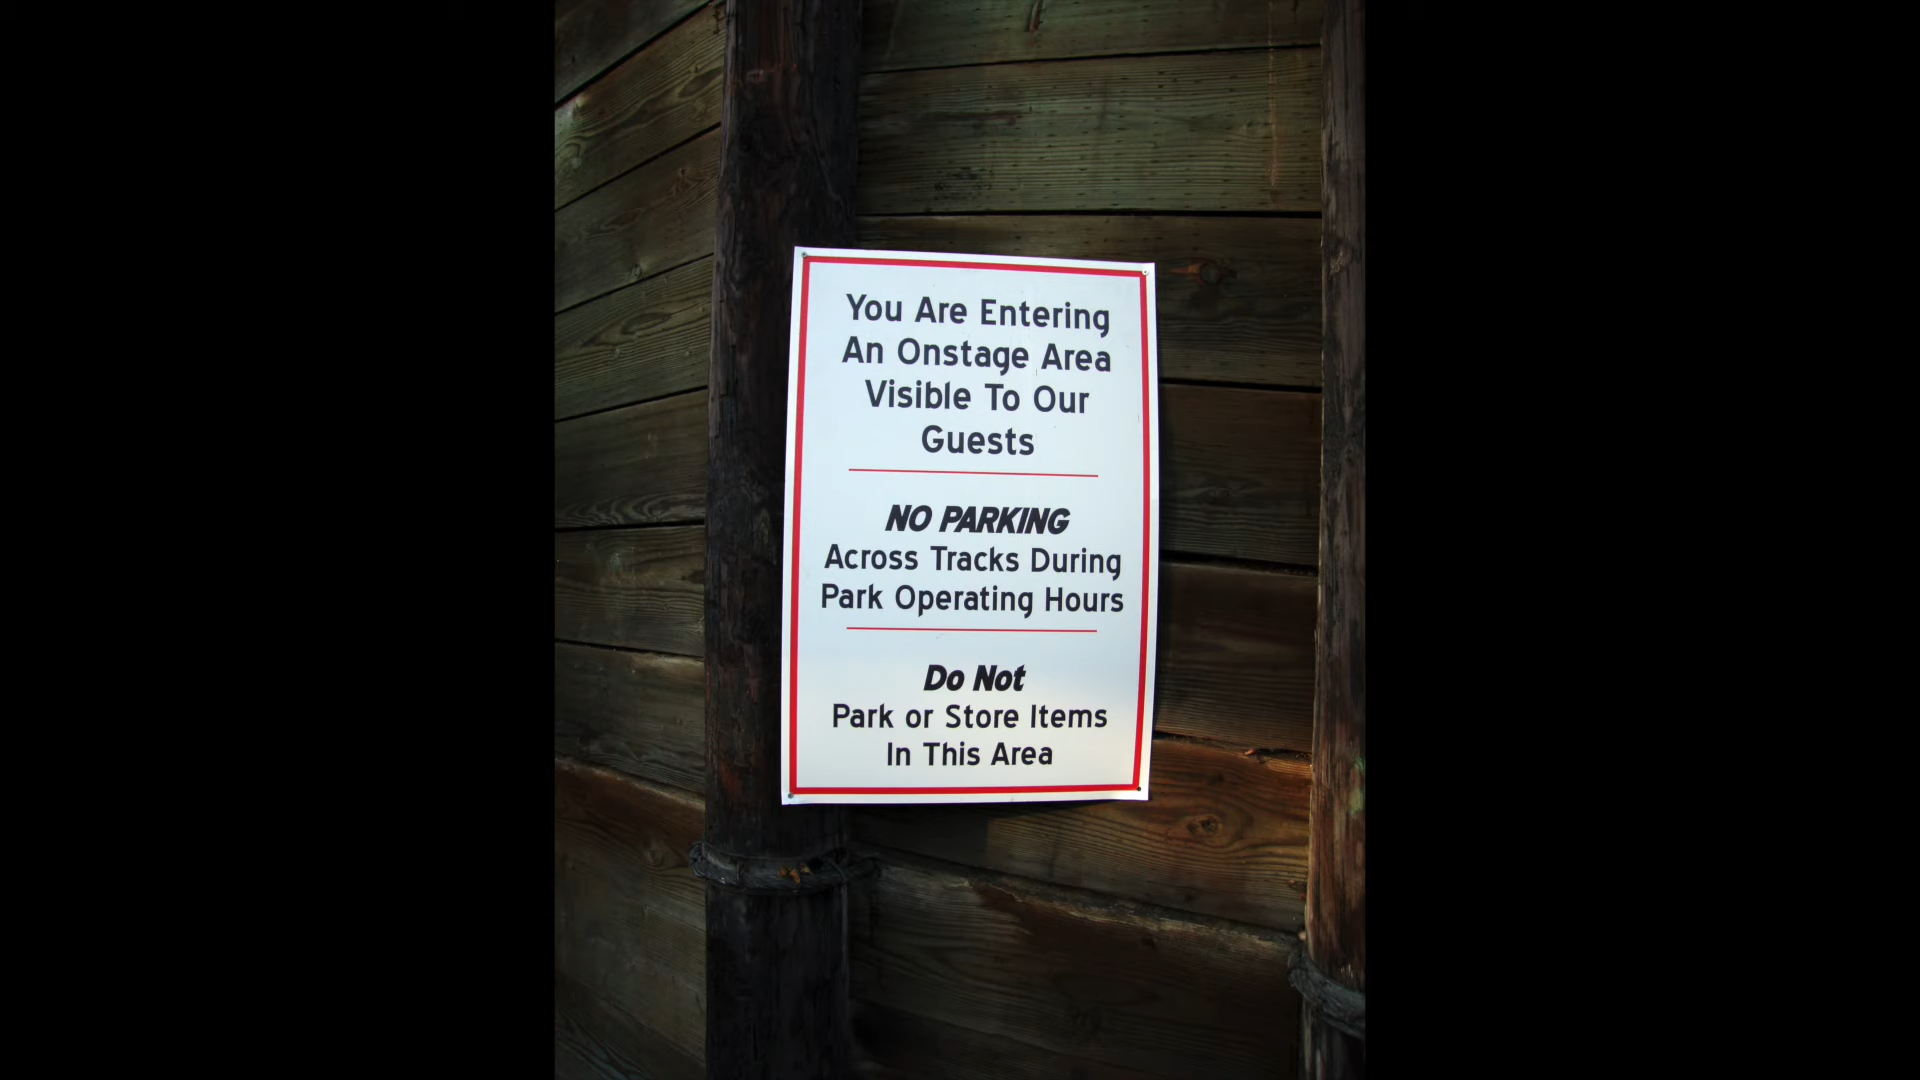 You Are Entering
An Onstage Area
Visible To Our
Guests
NO PARKING
Across Tracks During
Park Operating Hours
Do Not
Park or Store Items
In This Area